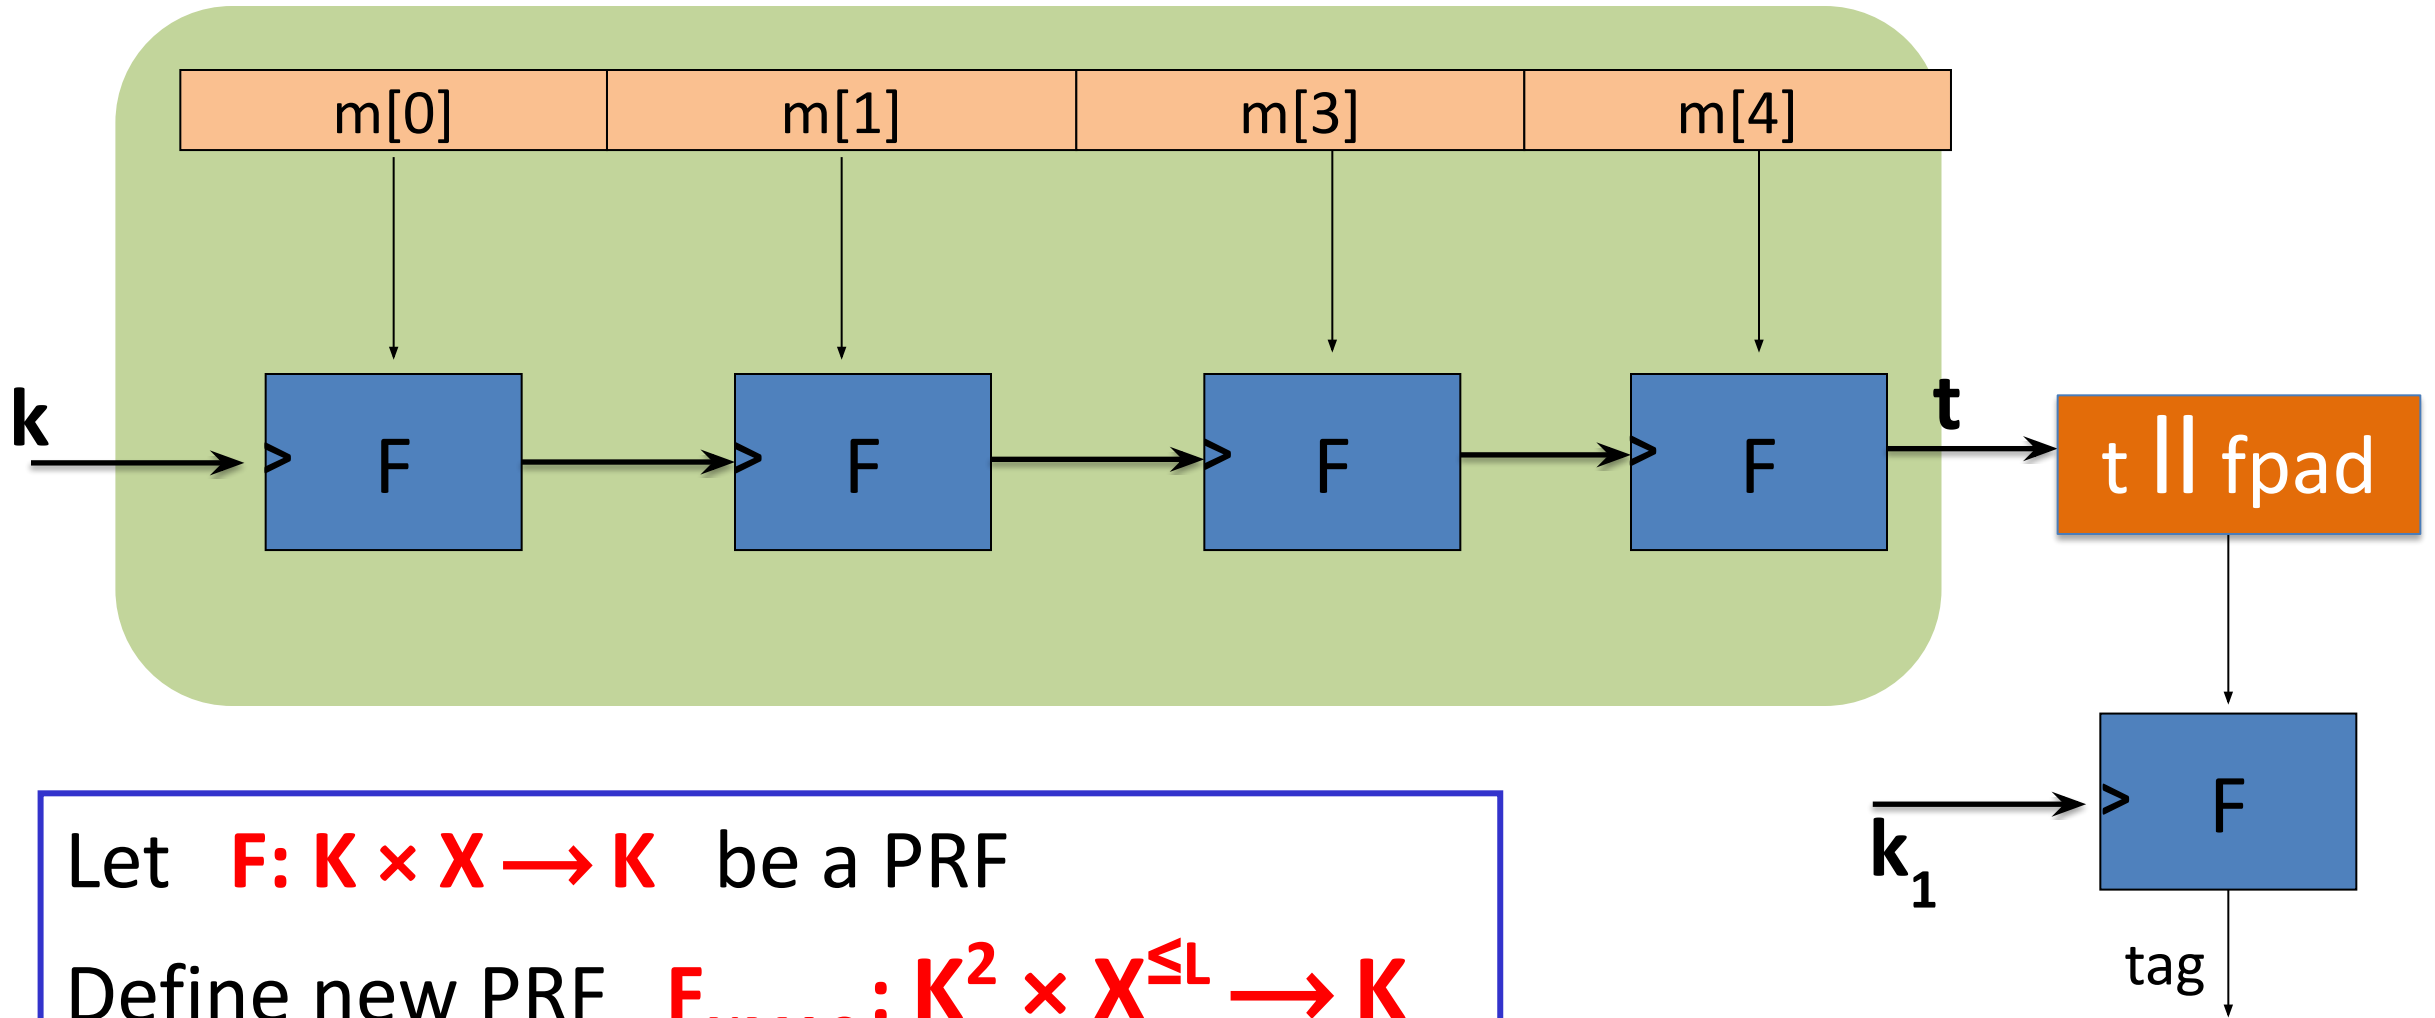 m[0] m[1] m[3] m[4]
k > F > F > F > F t t || fpad
k₁ > F
tag
Let F: K × X ⟶ K be a PRF
Define new PRF F : K² × X^≤L ⟶ K